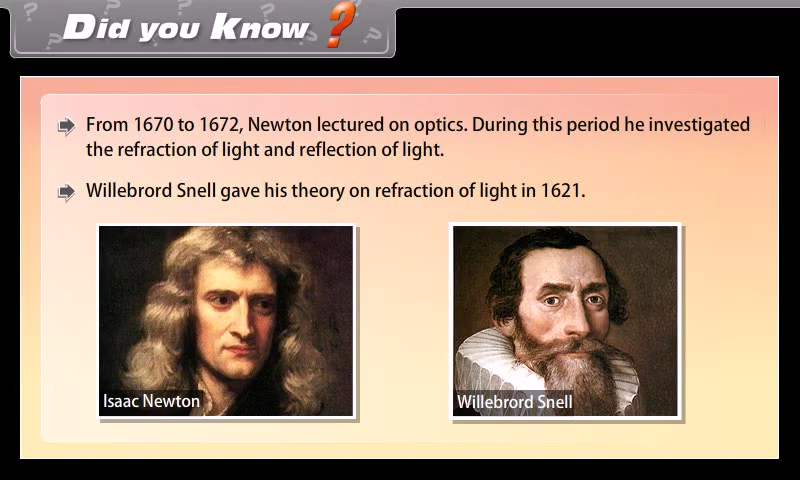 Did you Know ?
From 1670 to 1672, Newton lectured on optics. During this period he investigated
the refraction of light and reflection of light.
Willebrord Snell gave his theory on refraction of light in 1621.
Isaac Newton
Willebrord Snell